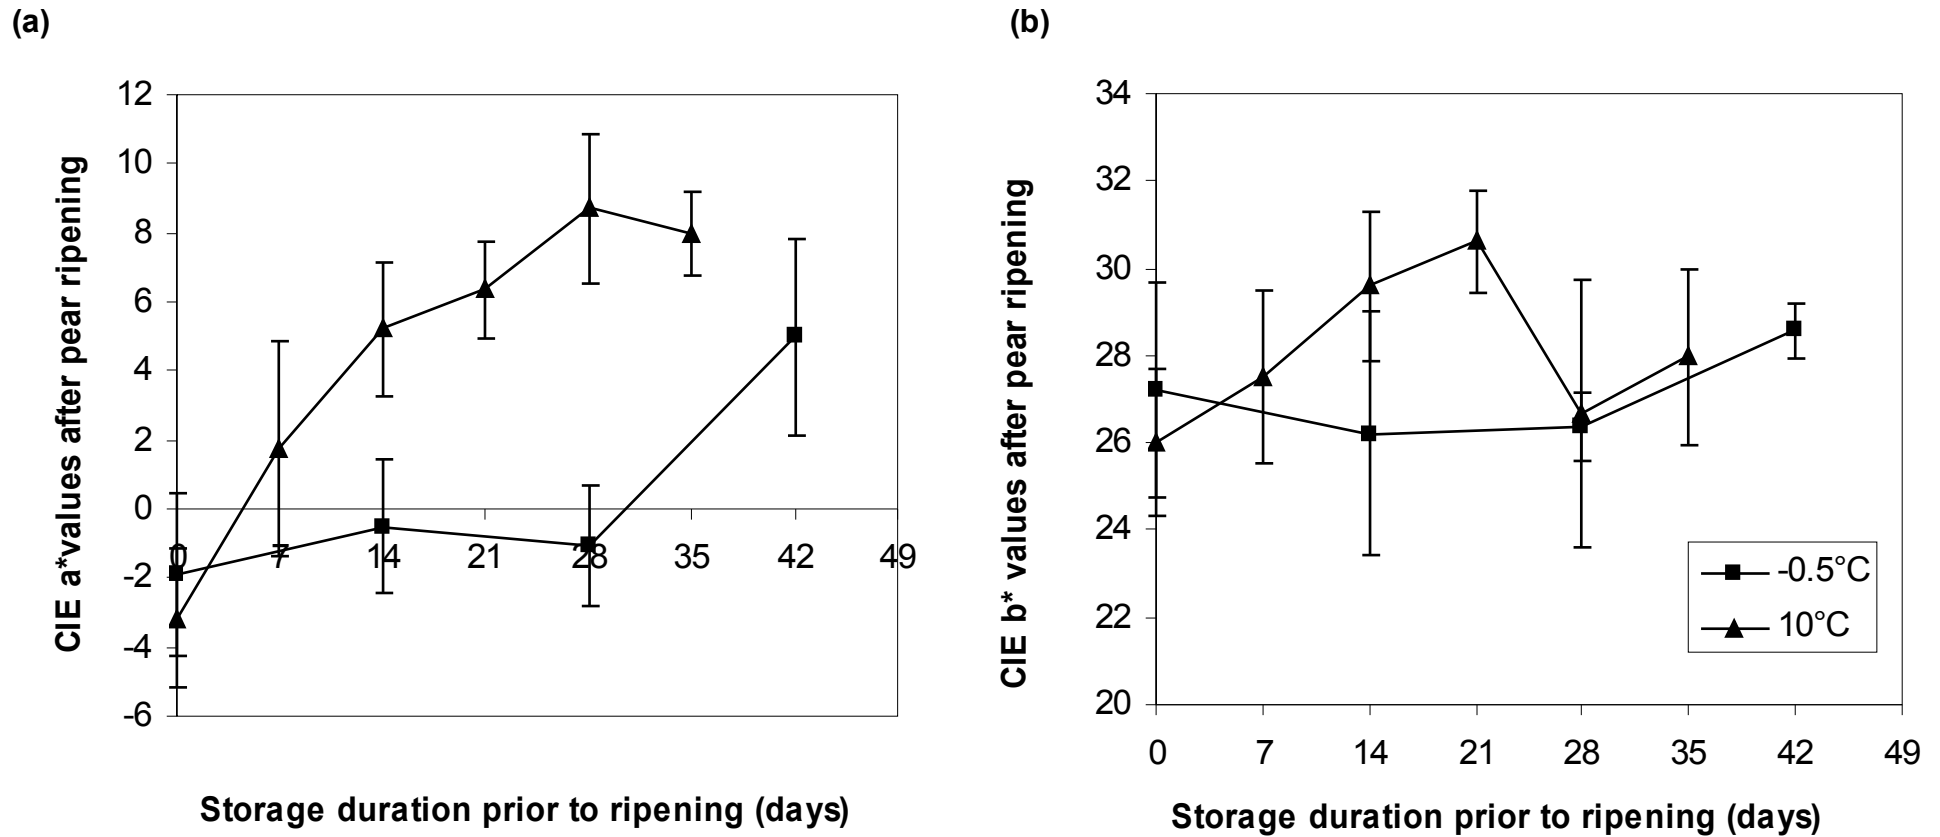 (a)
(b)
12
10
8
6
4
2
0
-2
-4
-6
0 7 14 21 28 35 42 49
CIE a*values after pear ripening
Storage duration prior to ripening (days)
34
32
30
28
26
24
22
20
0 7 14 21 28 35 42 49
CIE b* values after pear ripening
Storage duration prior to ripening (days)
-0.5°C
10°C